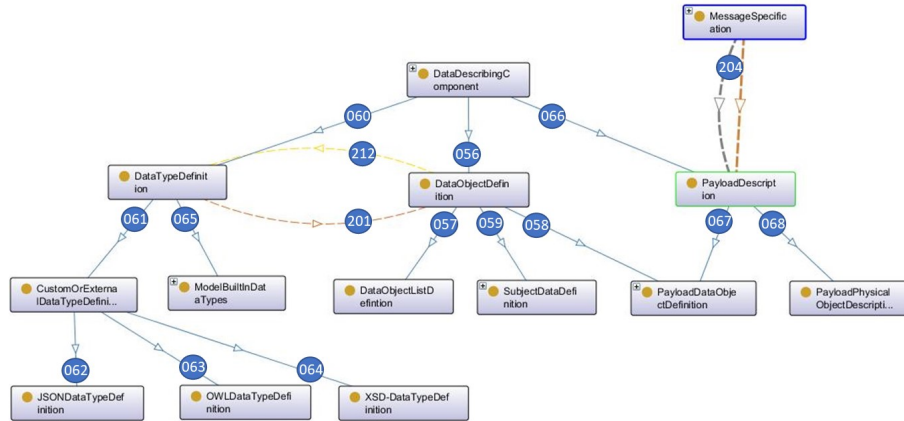 MessageSpecific
ation
204
DataDescribingC
omponent
060
066
212
056
DataTypeDefinit
ion
DataObjectDefin
ition
PayloadDescript
ion
061
065
201
057
059
058
067
068
CustomOrExterna
lDataTypeDefini...
ModelBuiltInDat
aTypes
DataObjectListD
efintion
SubjectDataDefi
nition
PayloadDataObje
ctDefinition
PayloadPhysical
ObjectDescripti...
062
063
064
JSONDataTypeDef
inition
OWLDataTypeDefi
nition
XSD-DataTypeDef
inition